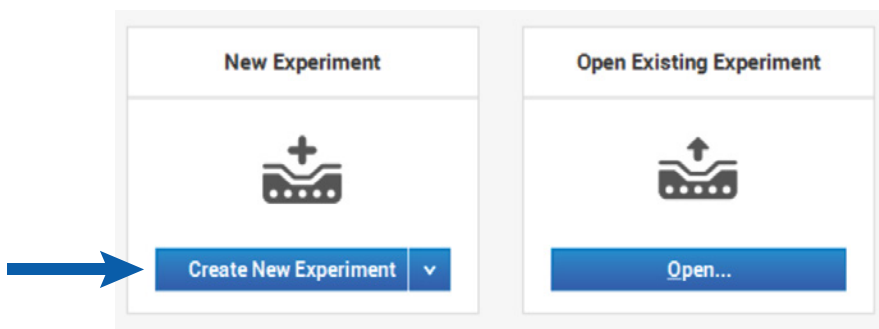 New Experiment
Open Existing Experiment
Create New Experiment
Open...